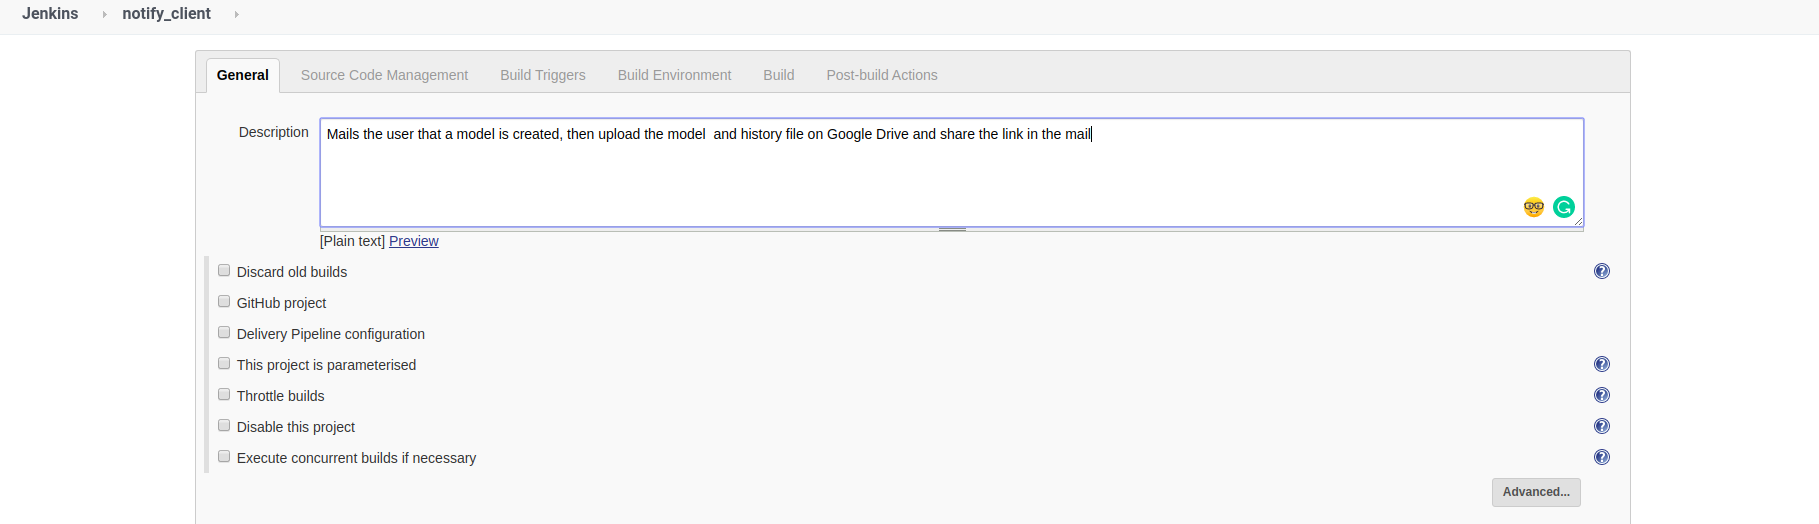 Jenkins notify_client
General Source Code Management Build Triggers Build Environment Build Post-build Actions
Description Mails the user that a model is created, then upload the model  and history file on Google Drive and share the link in the mail
[Plain text] Preview
Discard old builds
GitHub project
Delivery Pipeline configuration
This project is parameterised
Throttle builds
Disable this project
Execute concurrent builds if necessary
Advanced...